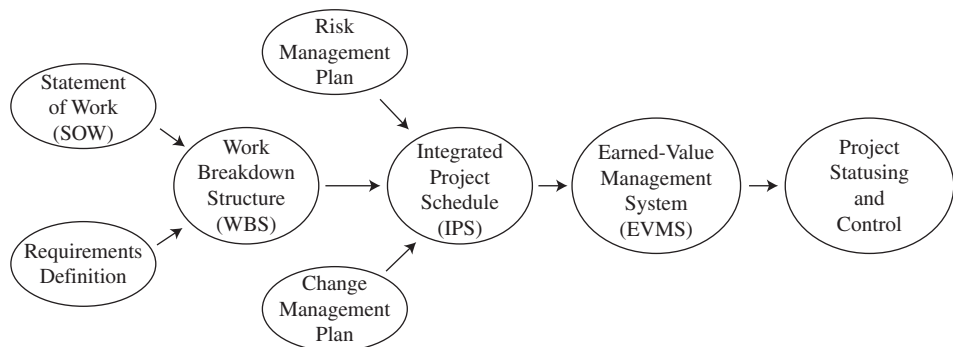 Statement
of Work
(SOW)
Requirements
Definition
Work
Breakdown
Structure
(WBS)
Risk
Management
Plan
Change
Management
Plan
Integrated
Project
Schedule
(IPS)
Earned-Value
Management
System
(EVMS)
Project
Statusing
and
Control